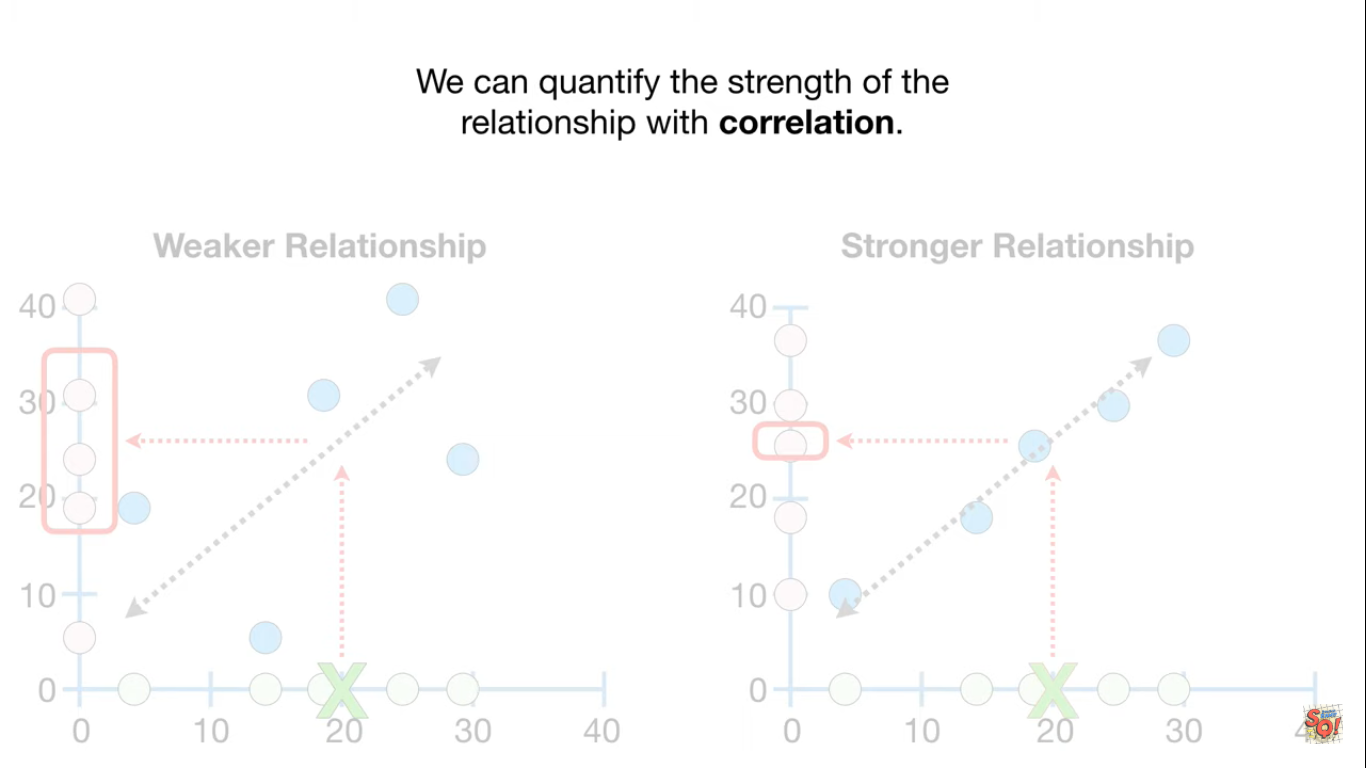 We can quantify the strength of the
relationship with correlation.
Weaker Relationship
40
30
20
10
0
0 10 20 30 40
X
Stronger Relationship
40
30
20
10
0
0 10 20 30
X
SQ!